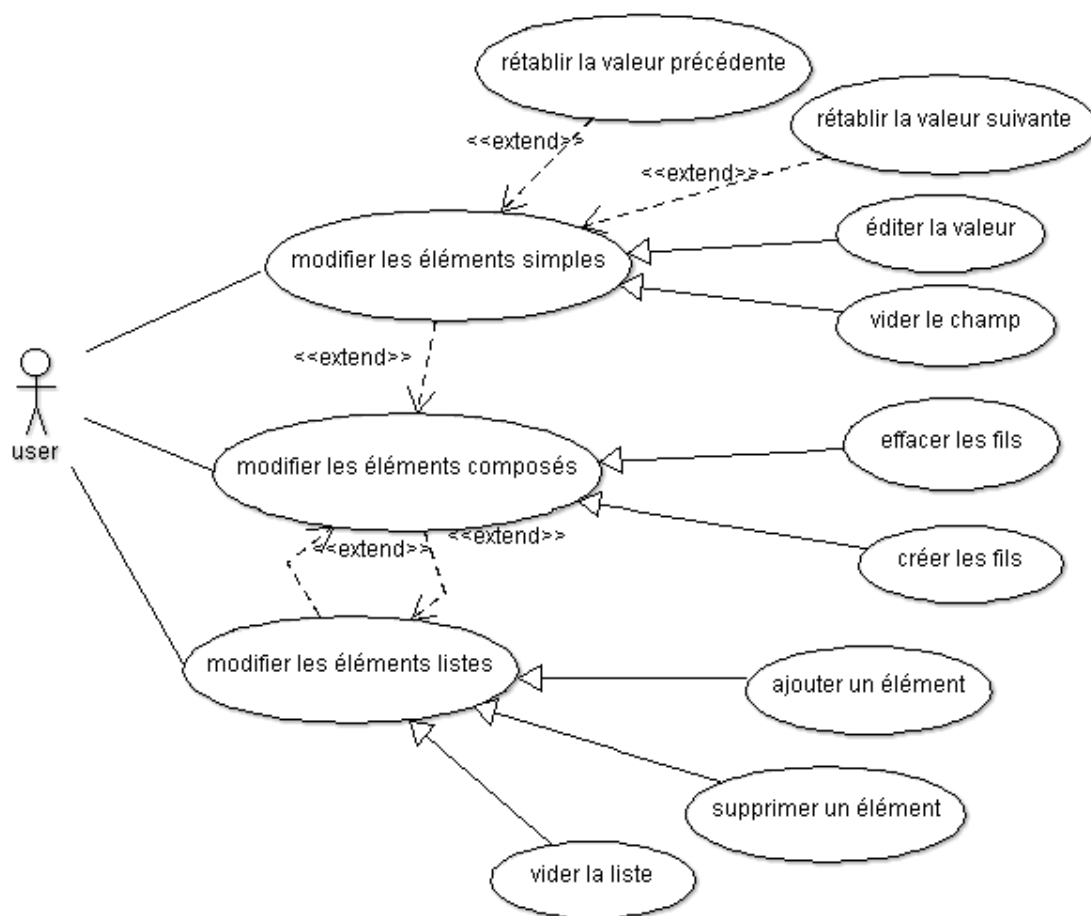 rétablir la valeur précédente
rétablir la valeur suivante
<<extend>>
<<extend>>
éditer la valeur
modifier les éléments simples
vider le champ
<<extend>>
user
effacer les fils
modifier les éléments composés
<<extend>>
<<extend>>
créer les fils
modifier les éléments listes
ajouter un élément
supprimer un élément
vider la liste